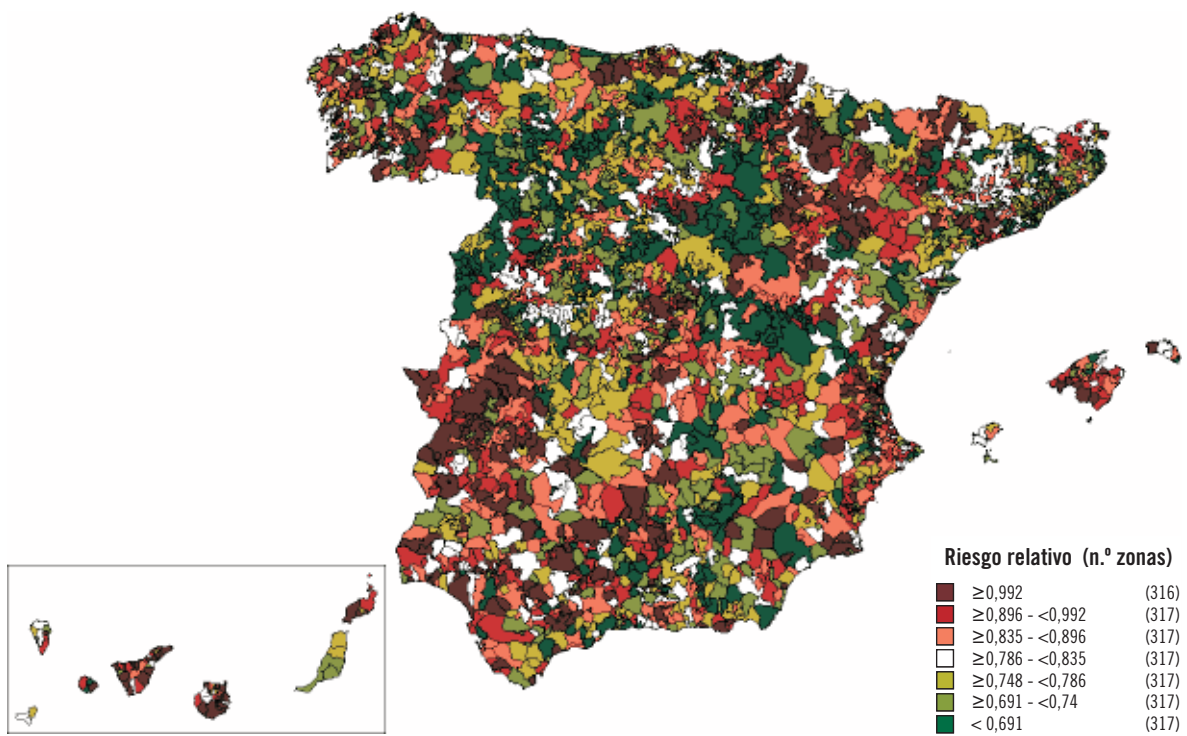 Riesgo relativo (n.º zonas)
≥0,992 (316)
≥0,896 - <0,992 (317)
≥0,835 - <0,896 (317)
≥0,786 - <0,835 (317)
≥0,748 - <0,786 (317)
≥0,691 - <0,74 (317)
< 0,691 (317)